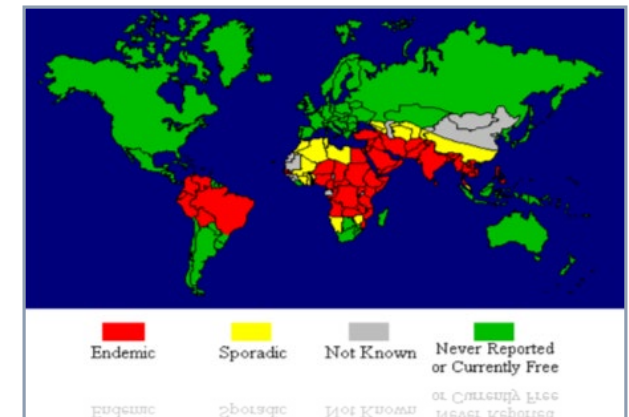 Endemic
Sporadic
Not Known
Never Reported
or Currently Free